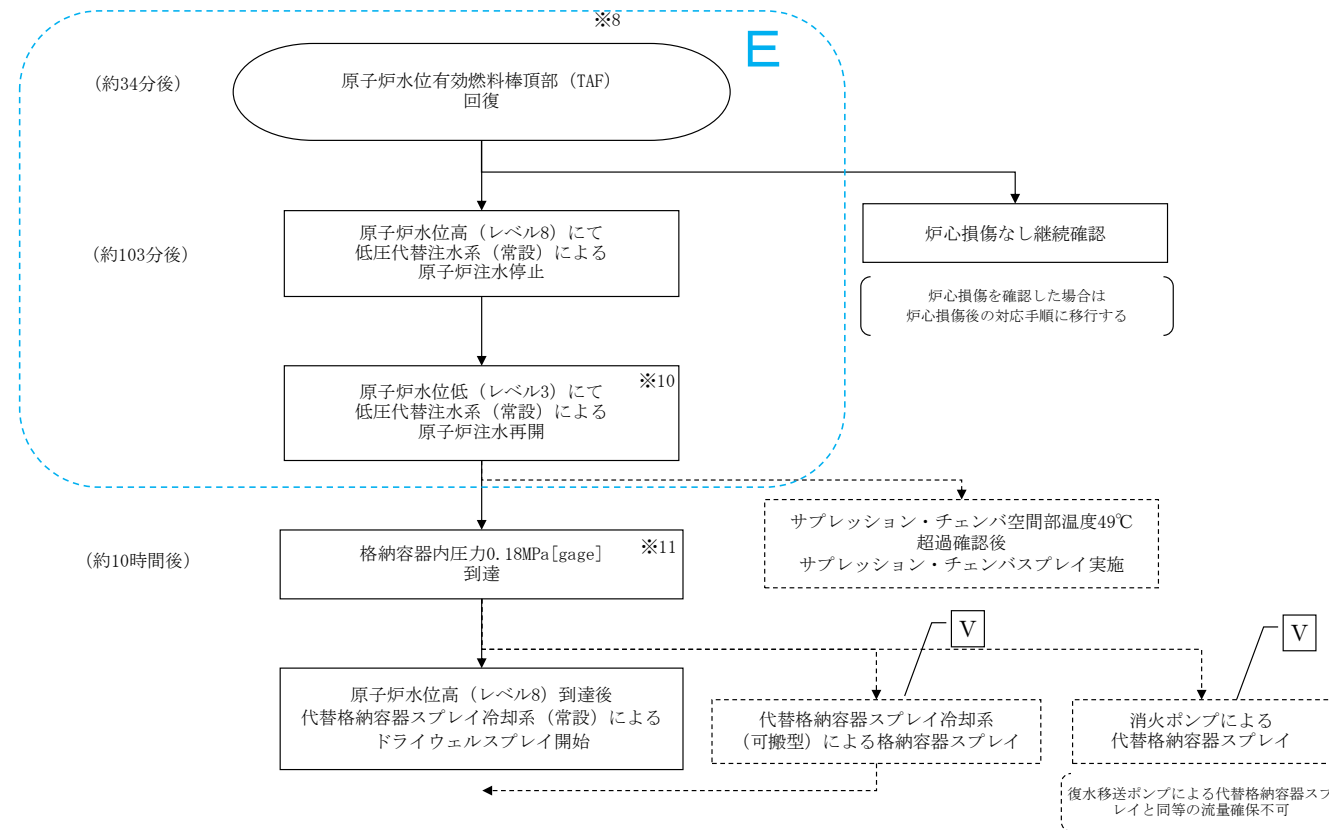 ※8
E
(約34分後)
原子炉水位有効燃料棒頂部(TAF)
回復
(約103分後)
原子炉水位高(レベル8)にて
低圧代替注水系(常設)による
原子炉注水停止
炉心損傷なし継続確認
炉心損傷を確認した場合は
炉心損傷後の対応手順に移行する
※10
原子炉水位低(レベル3)にて
低圧代替注水系(常設)による
原子炉注水再開
サプレッション・チェンバ空間部温度49℃
超過確認後
サプレッション・チェンバスプレイ実施
(約10時間後)
※11
格納容器内圧力0.18MPa[gage]
到達
V
V
原子炉水位高(レベル8)到達後
代替格納容器スプレイ冷却系(常設)による
ドライウェルスプレイ開始
代替格納容器スプレイ冷却系
(可搬型)による格納容器スプレイ
消火ポンプによる
代替格納容器スプレイ
復水移送ポンプによる代替格納容器スプ
レイと同等の流量確保不可